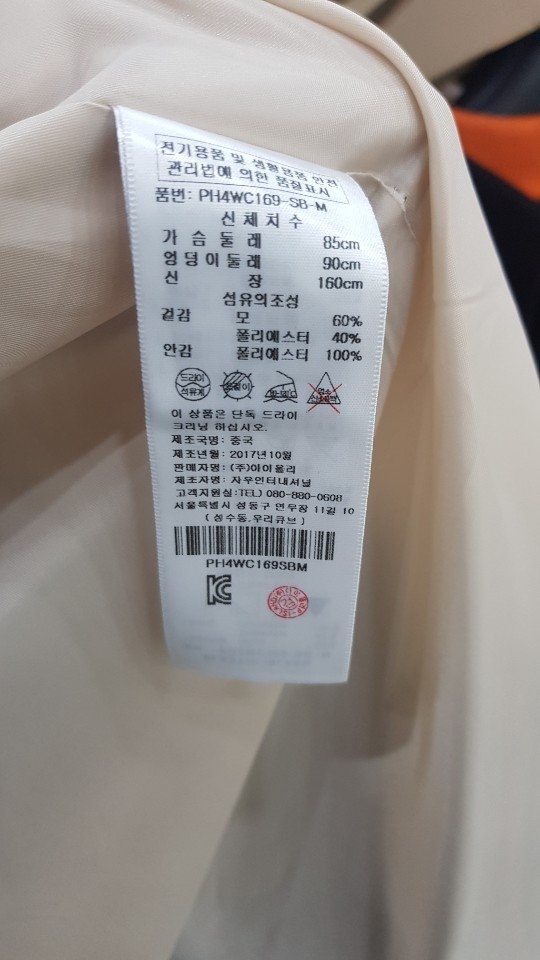 전기용품 및 생활용품 안전
관리법에 의한 품질표시
품번: PH4WC169-SB-M
신체치수
가슴둘레 85cm
엉덩이둘레 90cm
신장 160cm
섬유의조성
겉감 모 60%
폴리에스터 40%
안감 폴리에스터 100%
드라이
석유계
이 상품은 단독 드라이
크리닝 하십시오.
제조국명: 중국
제조년월: 2017년10월
판매자명: (주)아이올리
제조자명: 지우인터내셔널
고객지원실:TEL) 080-880-0608
서울특별시 성동구 연무장 11길 10
(성수동,우리큐브)
PH4WC169SBM